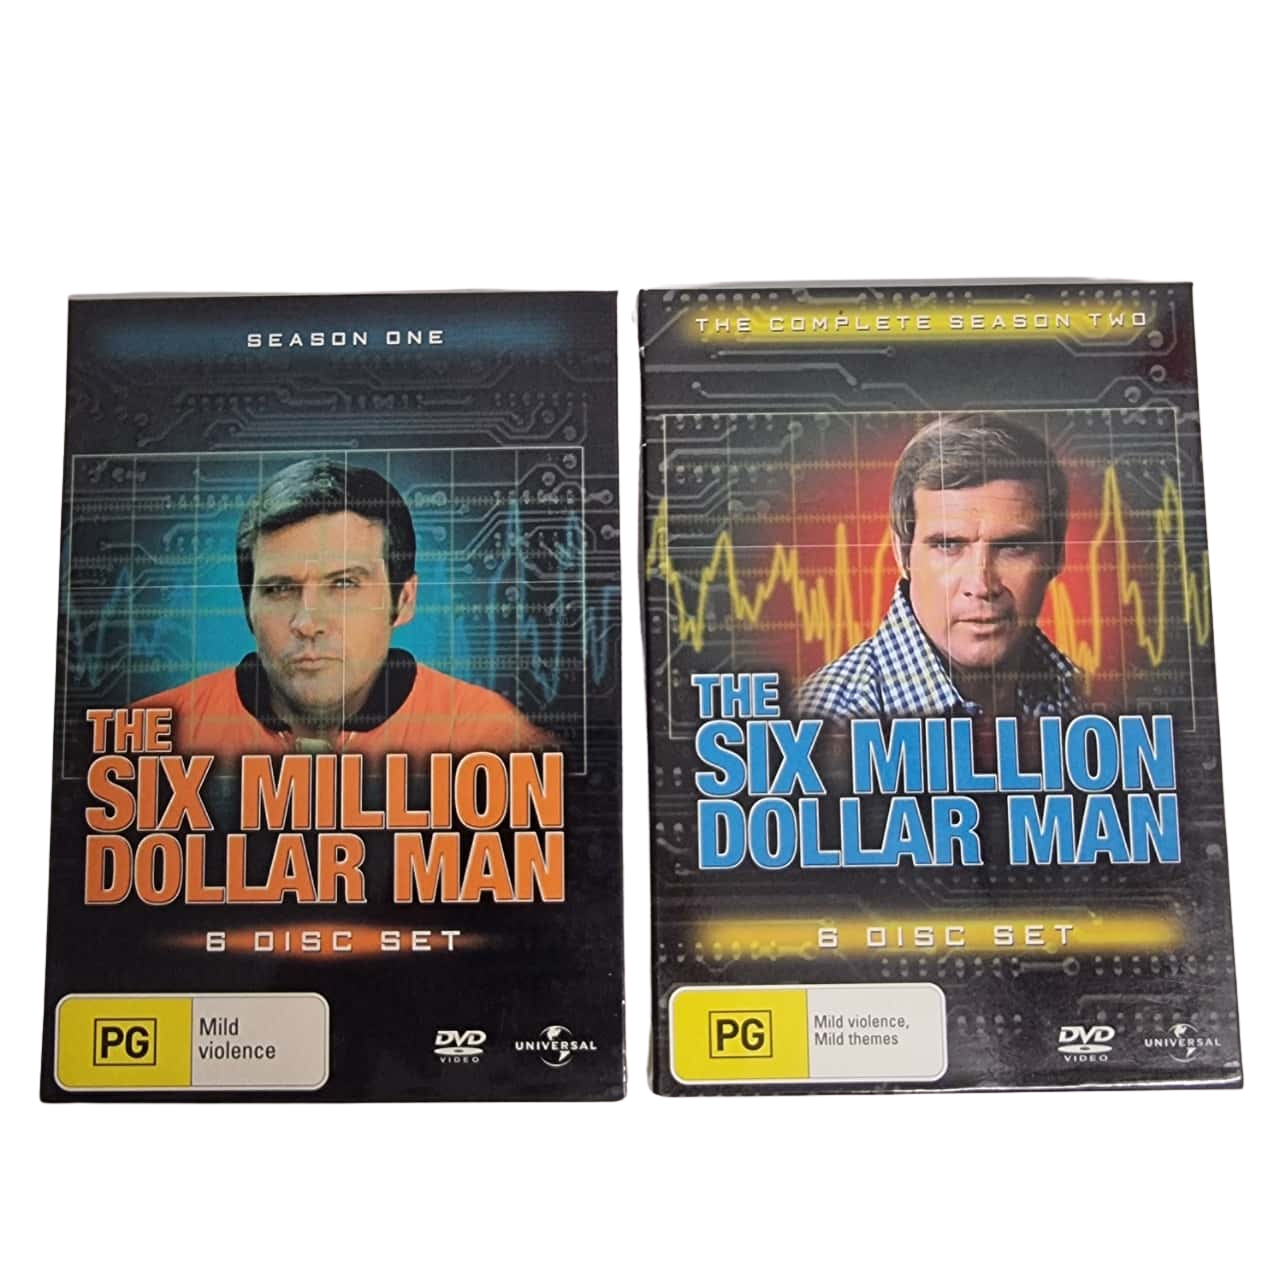 SEASON ONE
THE
SIX MILLION
DOLLAR MAN
6 DISC SET
PG
Mild
violence
DVD
VIDEO
UNIVERSAL
THE COMPLETE SEASON TWO
THE
SIX MILLION
DOLLAR MAN
6 DISC SET
PG
Mild violence,
Mild themes
DVD
VIDEO
UNIVERSAL